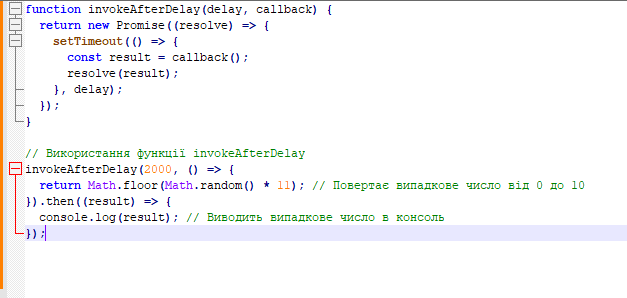 function invokeAfterDelay(delay, callback) {
  return new Promise((resolve) => {
    setTimeout(() => {
      const result = callback();
      resolve(result);
    }, delay);
  });
}

// Використання функції invokeAfterDelay
invokeAfterDelay(2000, () => {
  return Math.floor(Math.random() * 11); // Повертає випадкове число від 0 до 10
}).then((result) => {
  console.log(result); // Виводить випадкове число в консоль
});